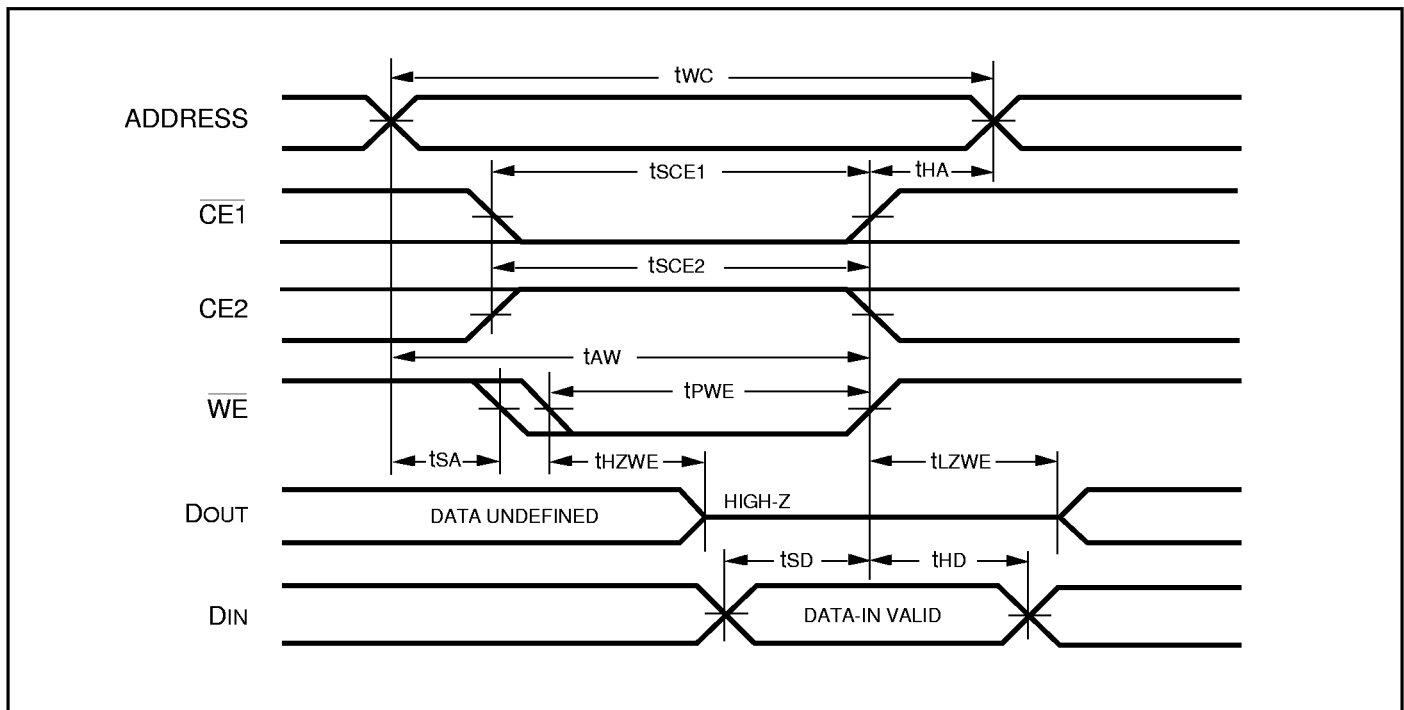 tWC
ADDRESS
tSCE1
tHA
CE1
tSCE2
CE2
tAW
tPWE
WE
tSA
tHZWE
tLZWE
HIGH-Z
DOUT
DATA UNDEFINED
tSD
tHD
DIN
DATA-IN VALID